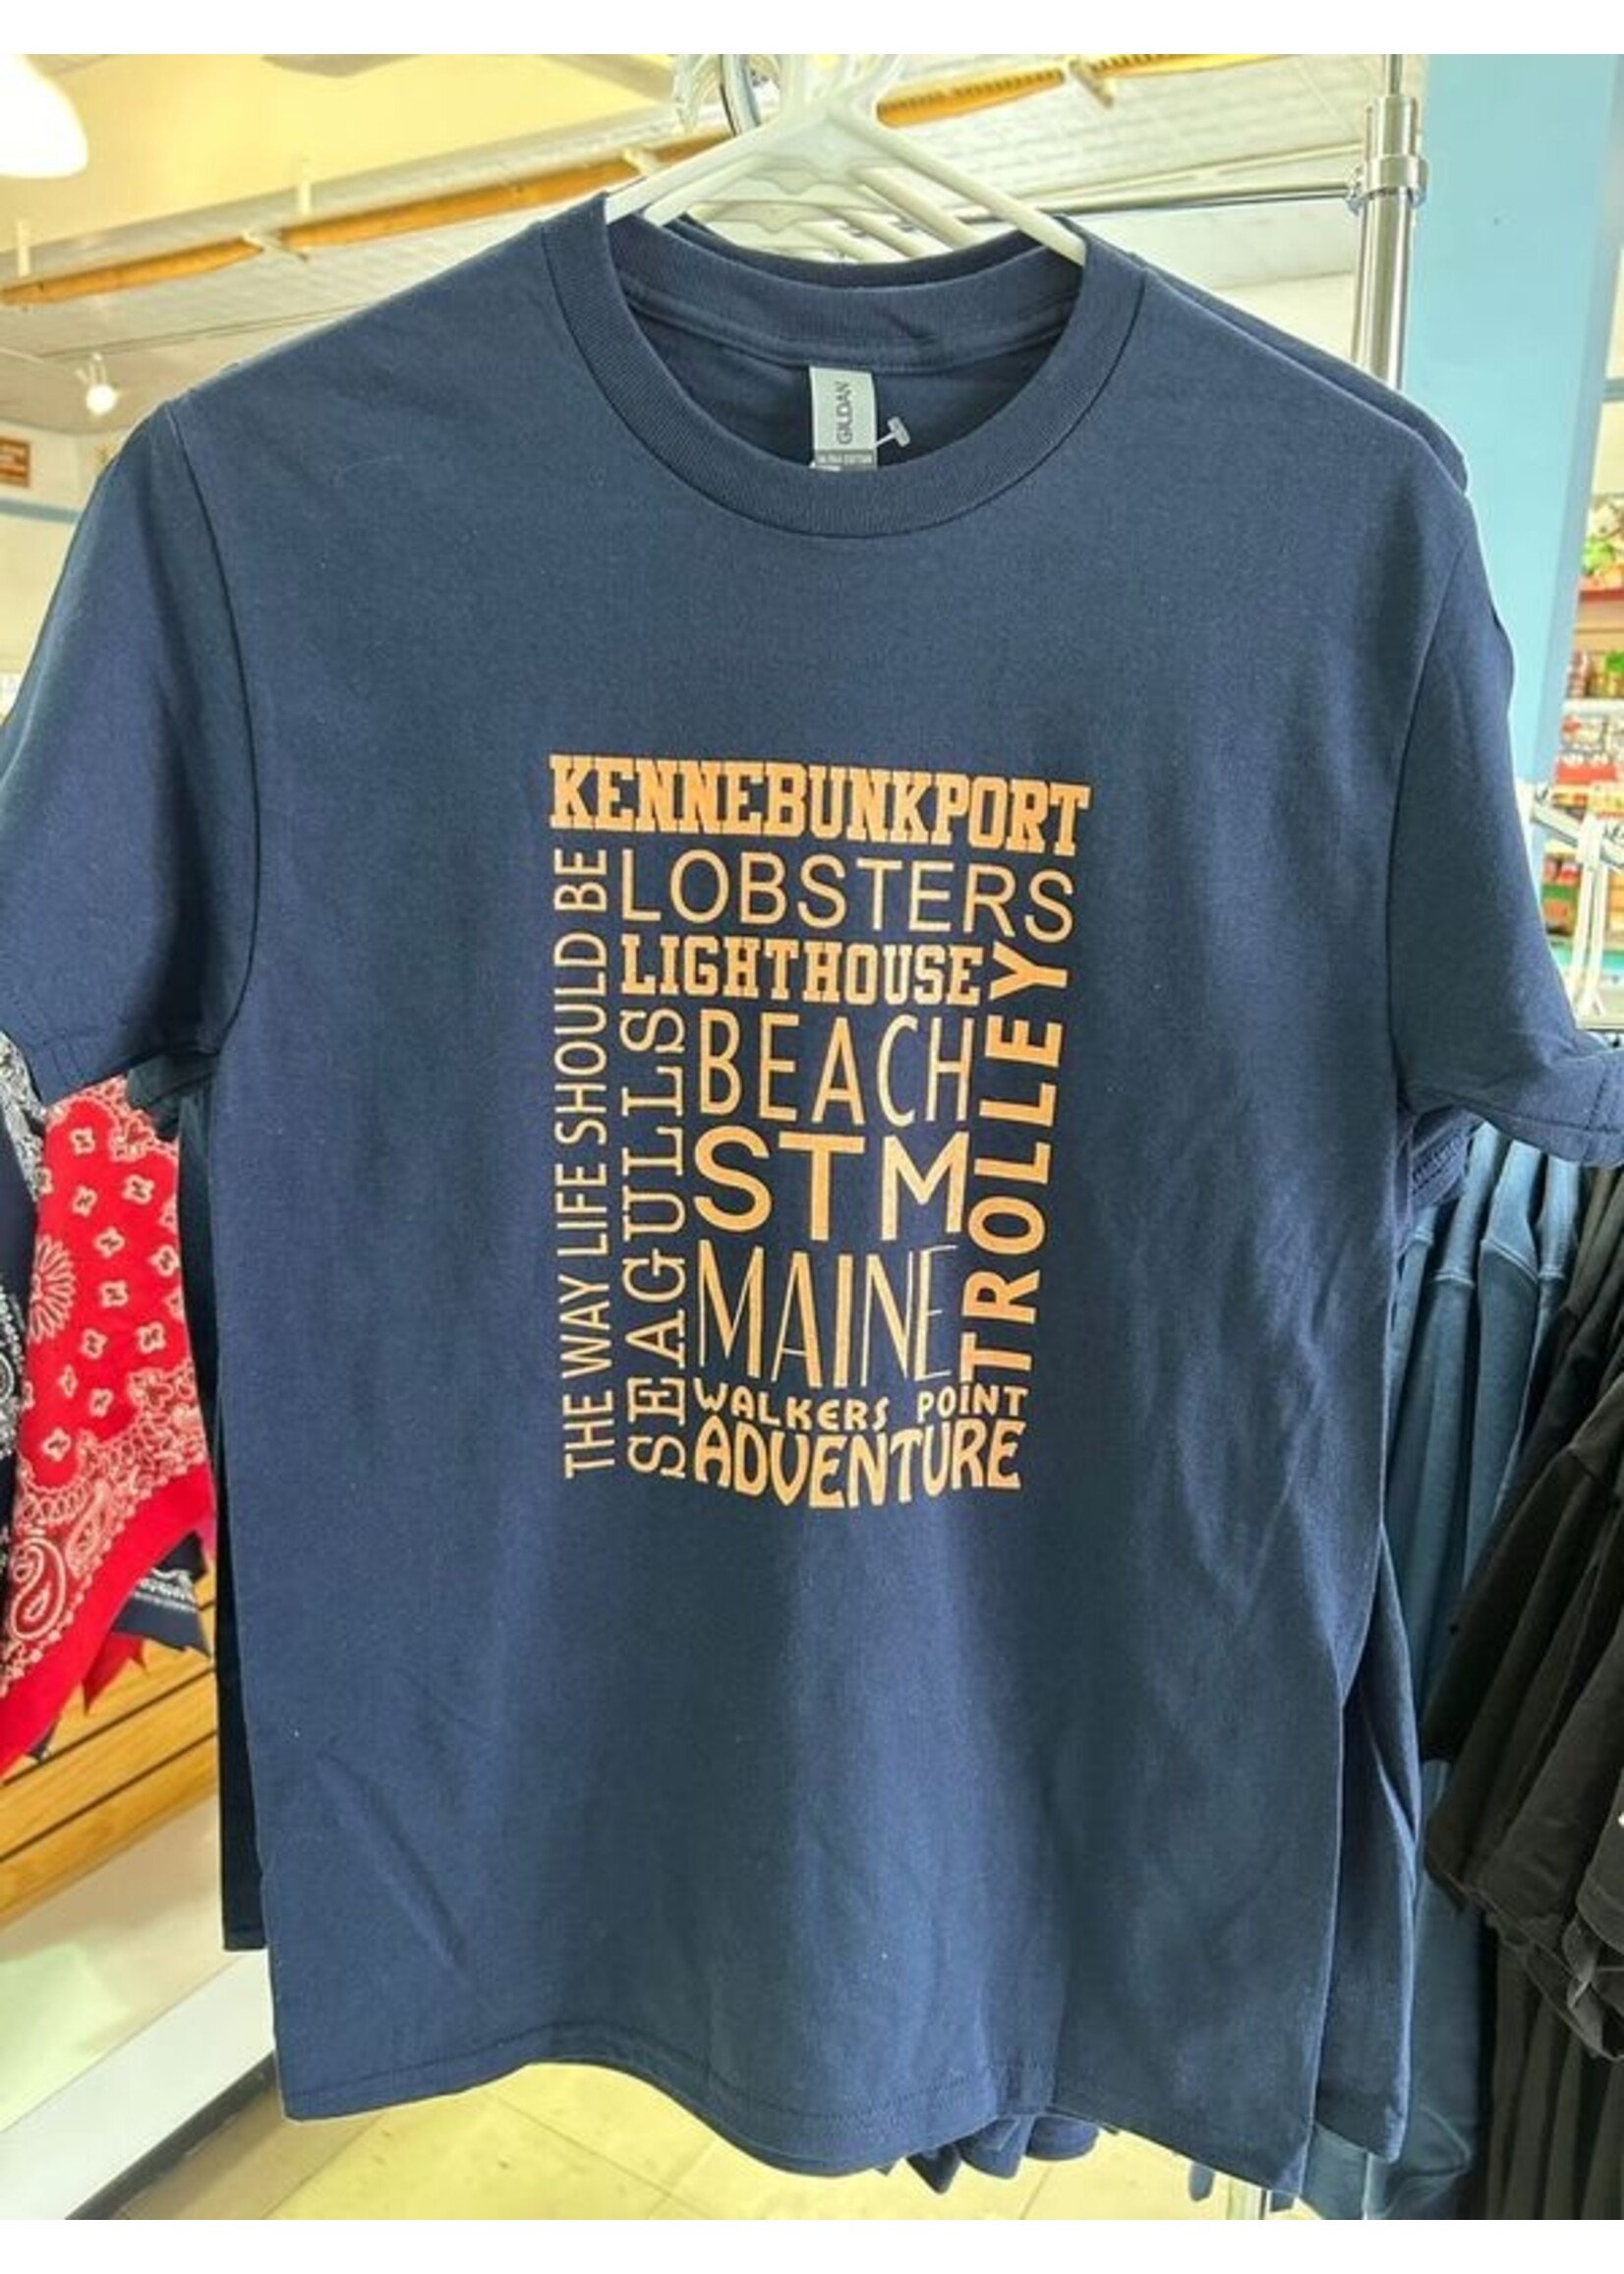 GILDAN
KENNEBUNKPORT
THE WAY LIFE SHOULD BE
LOBSTERS
LIGHTHOUSE
SEAGULLS
BEACH
STM
MAINE
TROLLEY
WALKERS POINT
ADVENTURE